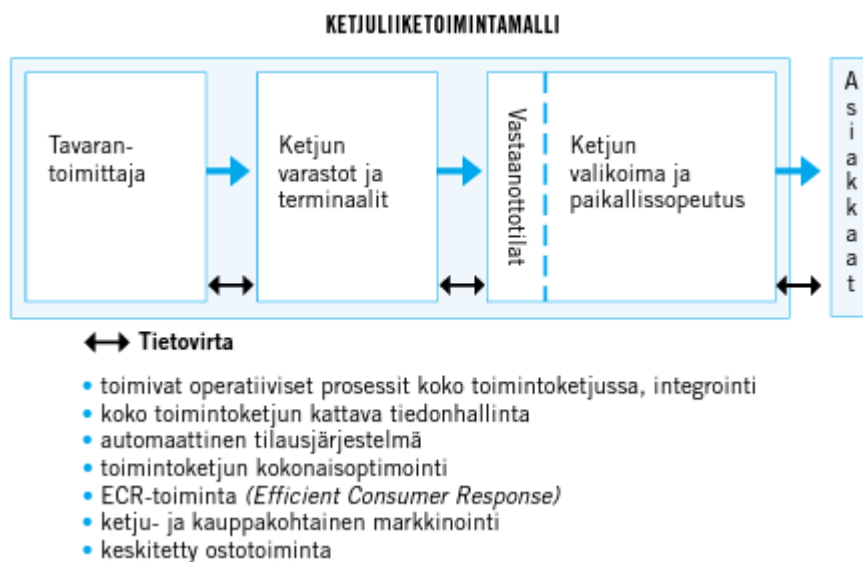 KETJULIIKETOIMINTAMALLI
Tavaran-
toimittaja
Ketjun
varastot ja
terminaalit
Vastaanottotilat
Ketjun
valikoima ja
paikallissopeutus
Asiakkaat
Tietovirta
• toimivat operatiiviset prosessit koko toimintoketjussa, integrointi
• koko toimintoketjun kattava tiedonhallinta
• automaattinen tilausjärjestelmä
• toimintoketjun kokonaisoptimointi
• ECR-toiminta (Efficient Consumer Response)
• ketju- ja kauppakohtainen markkinointi
• keskitetty ostotoiminta